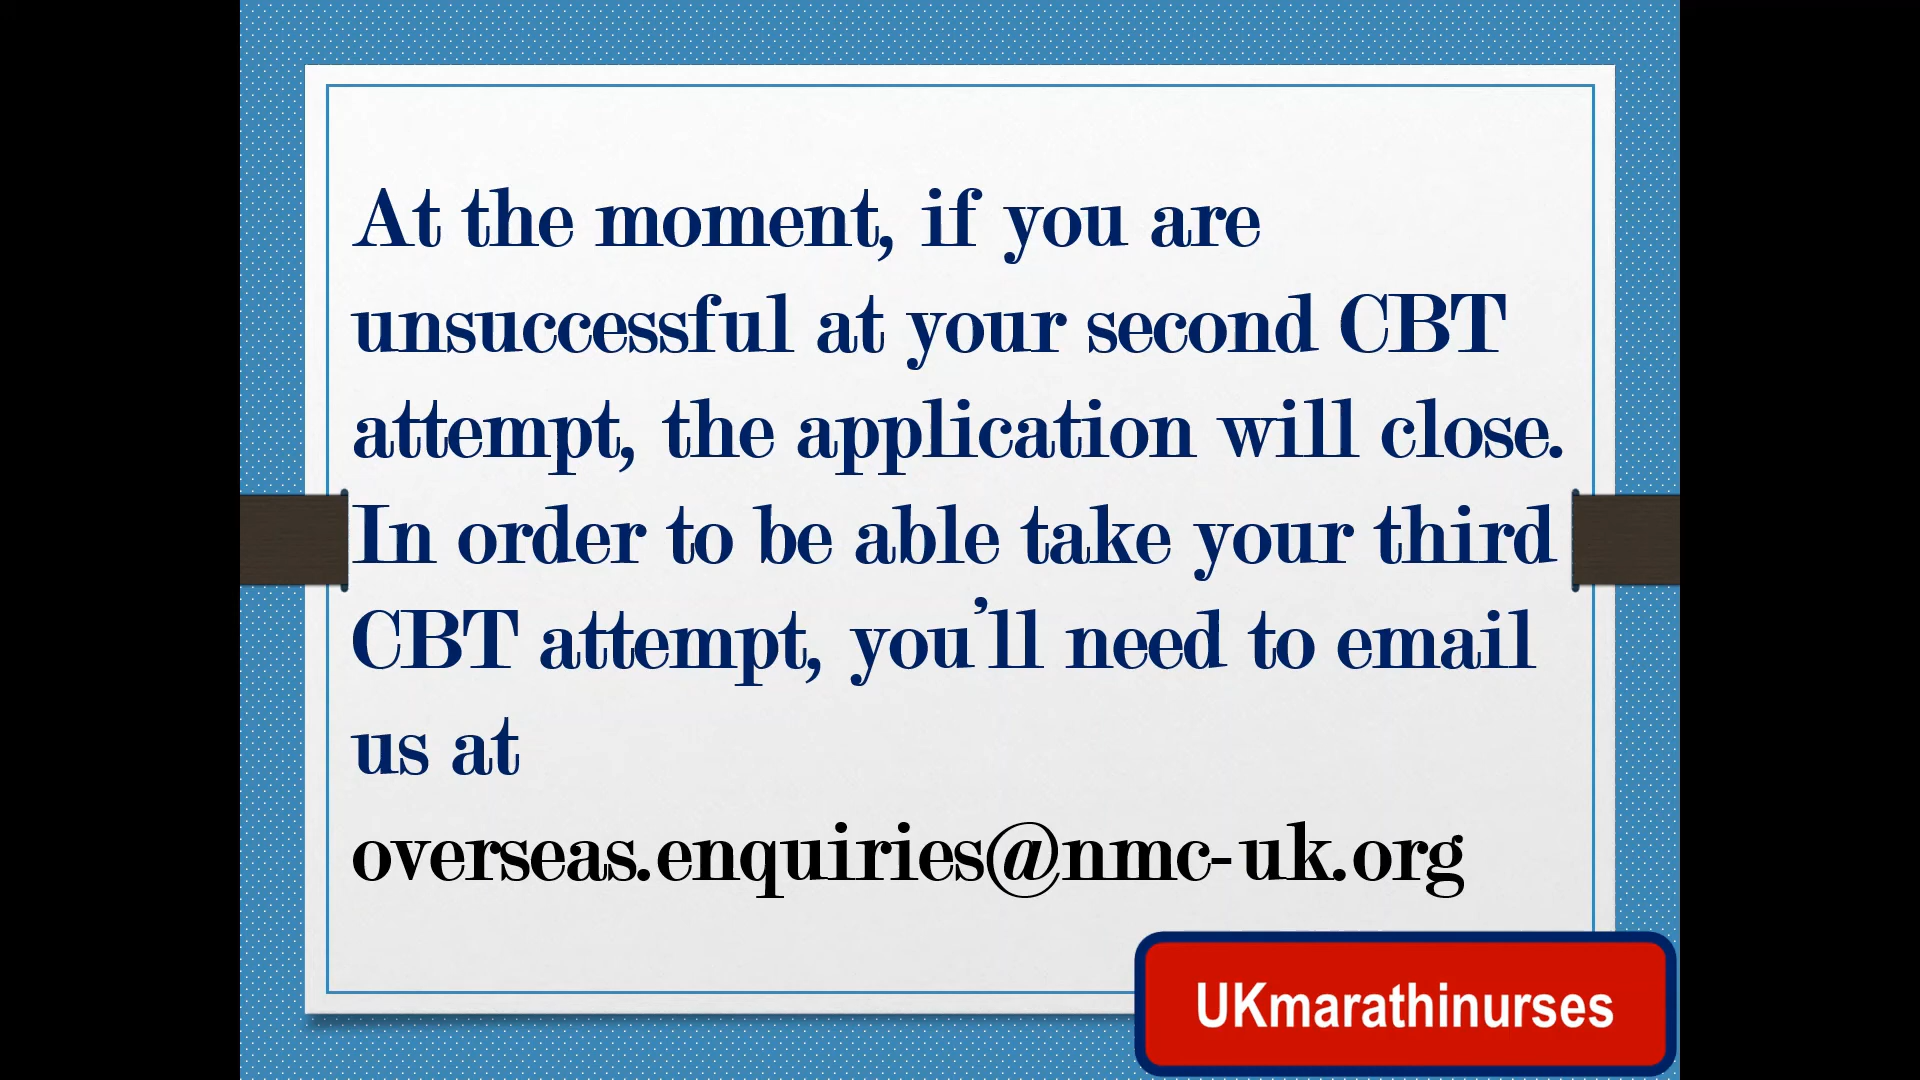 At the moment, if you are
unsuccessful at your second CBT
attempt, the application will close.
In order to be able take your third
CBT attempt, you’ll need to email
us at
overseas.enquiries@nmc-uk.org
UKmarathinurses